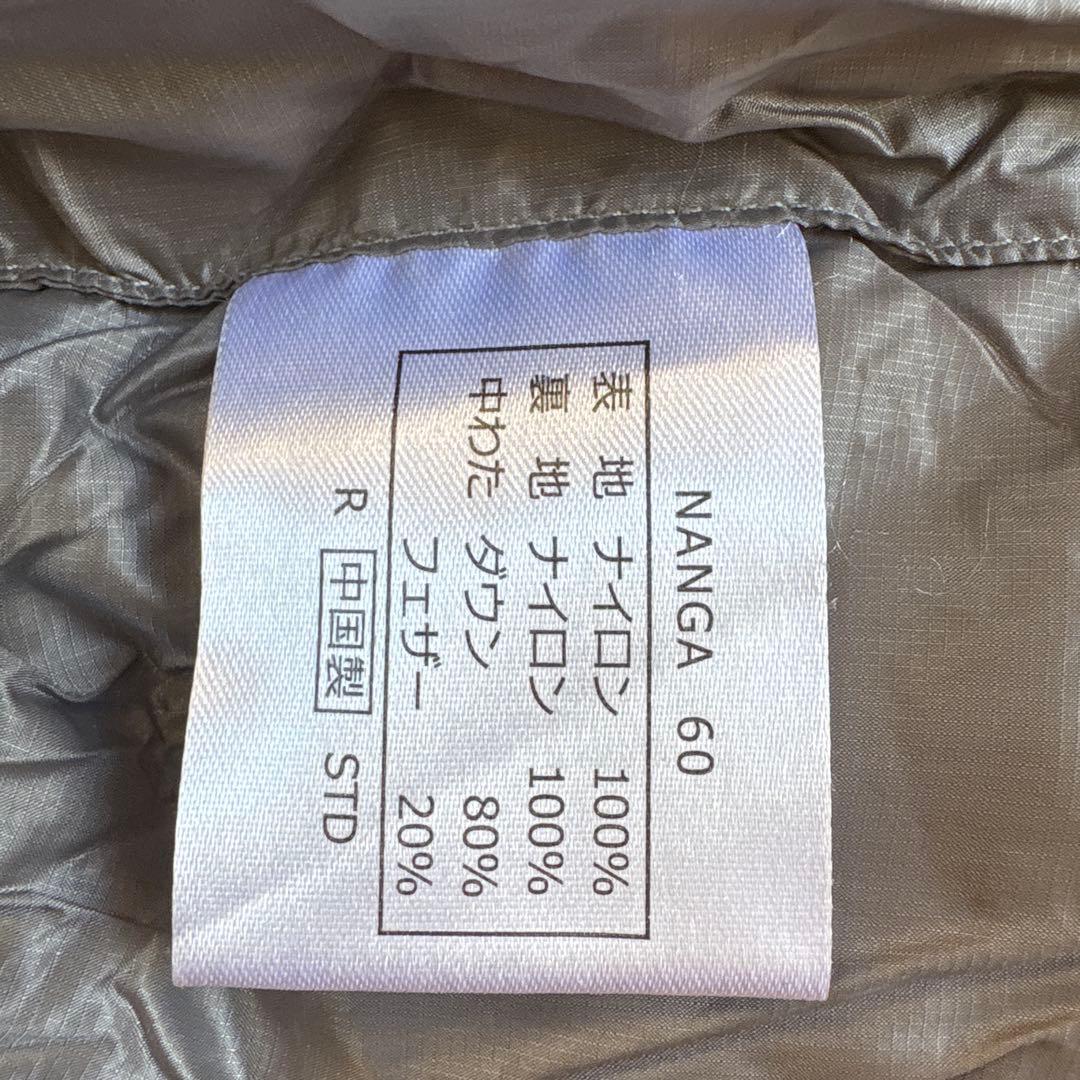 NANGA 60
表 地 ナイロン 100%
裏 地 ナイロン 100%
中わた ダウン 80%
フェザー 20%
R 中国製 STD